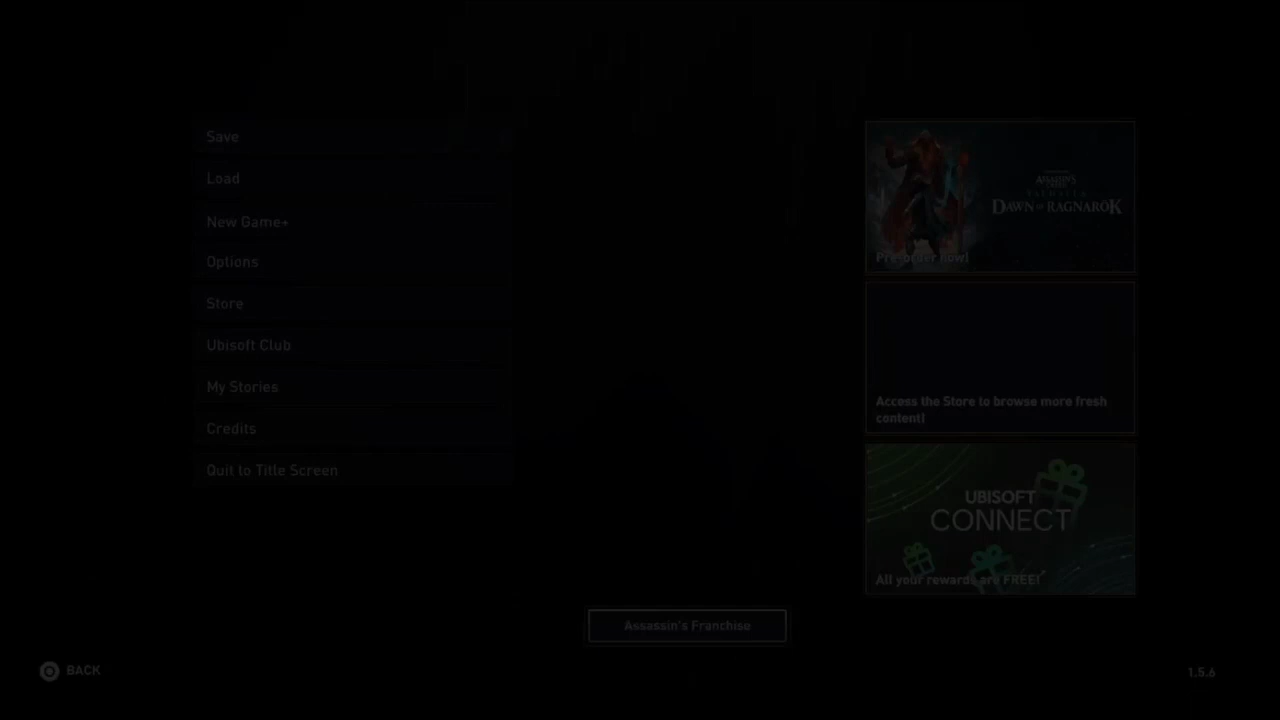 Save
Load
New Game+
Options
Store
Ubisoft Club
My Stories
Credits
Quit to Title Screen
ASSASSIN'S
VALHALLA
DAWN OF RAGNARÖK
Pre-order now!
Access the Store to browse more fresh
content!
UBISOFT
CONNECT
All your rewards are FREE!
Assassin's Franchise
BACK
1.5.6